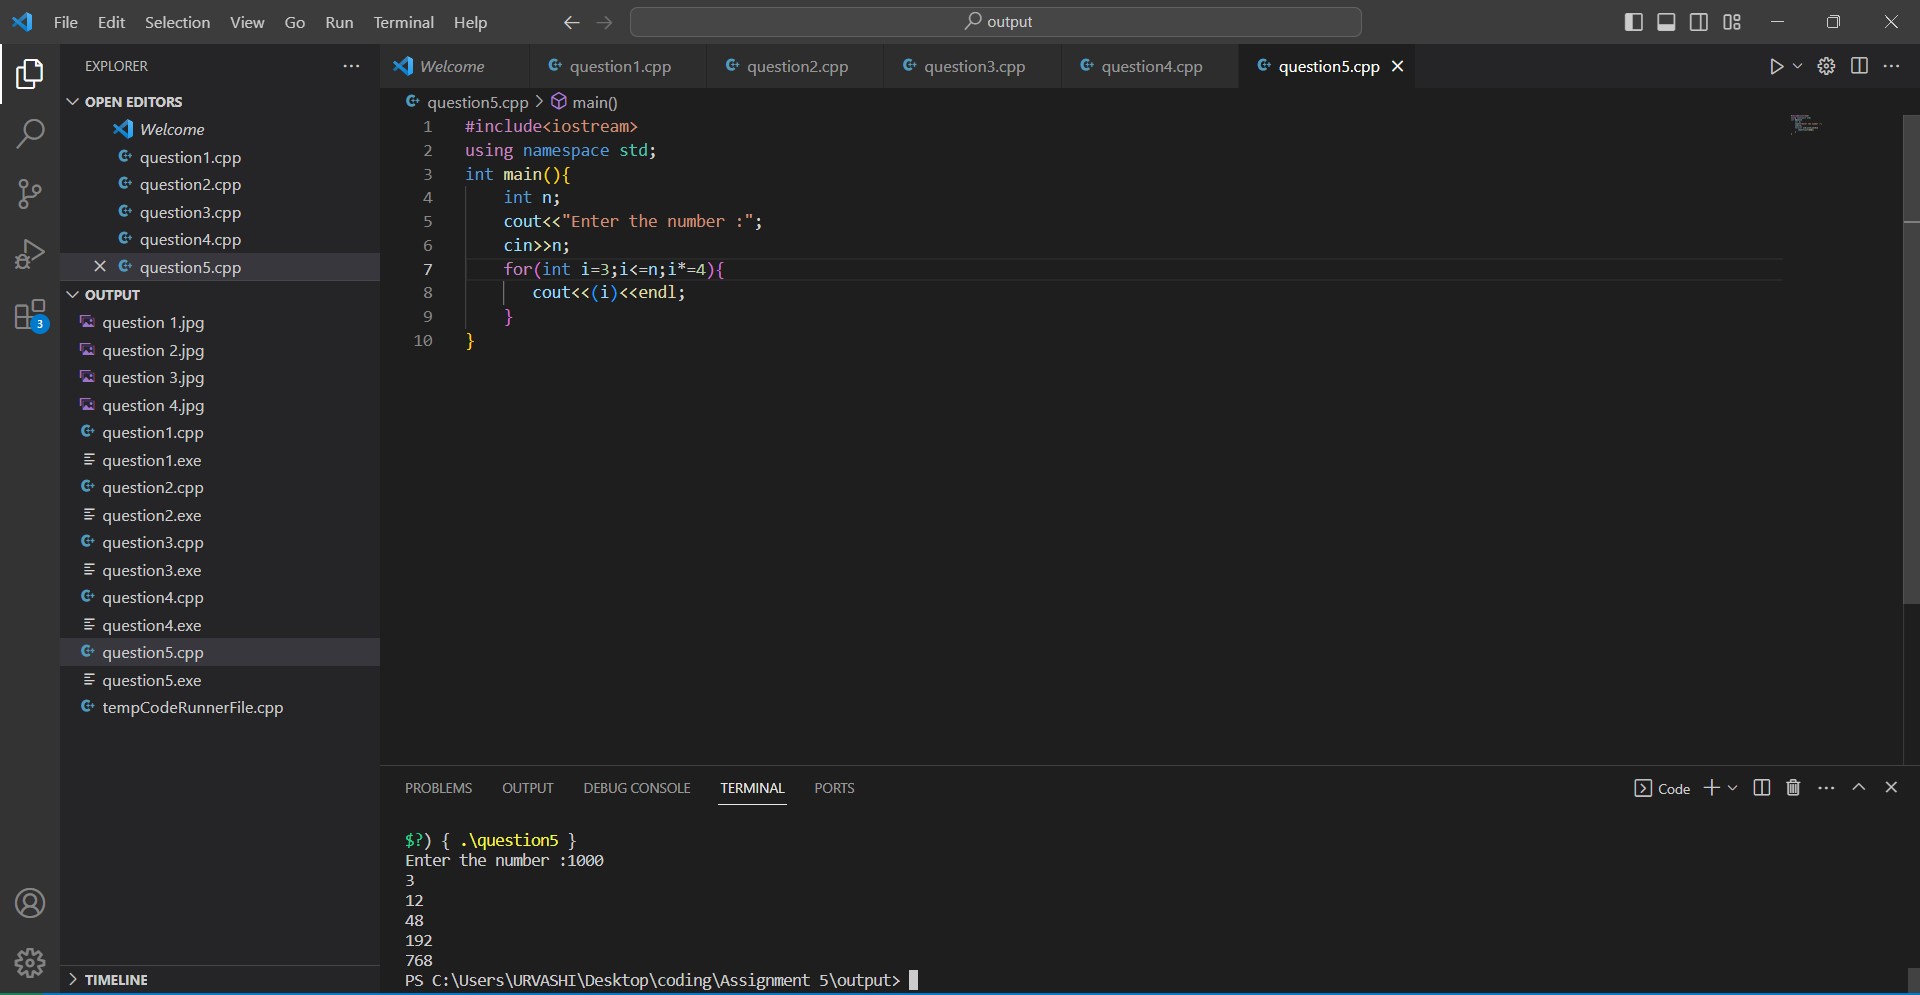 File Edit Selection View Go Run Terminal Help output
EXPLORER
OPEN EDITORS
Welcome
question1.cpp
question2.cpp
question3.cpp
question4.cpp
question5.cpp
OUTPUT
question 1.jpg
question 2.jpg
question 3.jpg
question 4.jpg
question1.cpp
question1.exe
question2.cpp
question2.exe
question3.cpp
question3.exe
question4.cpp
question4.exe
question5.cpp
question5.exe
tempCodeRunnerFile.cpp
3
TIMELINE
Welcome question1.cpp question2.cpp question3.cpp question4.cpp question5.cpp
question5.cpp > main()
1 #include<iostream>
2 using namespace std;
3 int main(){
4 int n;
5 cout<<"Enter the number :";
6 cin>>n;
7 for(int i=3;i<=n;i*=4){
8 cout<<(i)<<endl;
9 }
10 }
PROBLEMS OUTPUT DEBUG CONSOLE TERMINAL PORTS Code
$?) { .\question5 }
Enter the number :1000
3
12
48
192
768
PS C:\Users\URVASHI\Desktop\coding\Assignment 5\output>